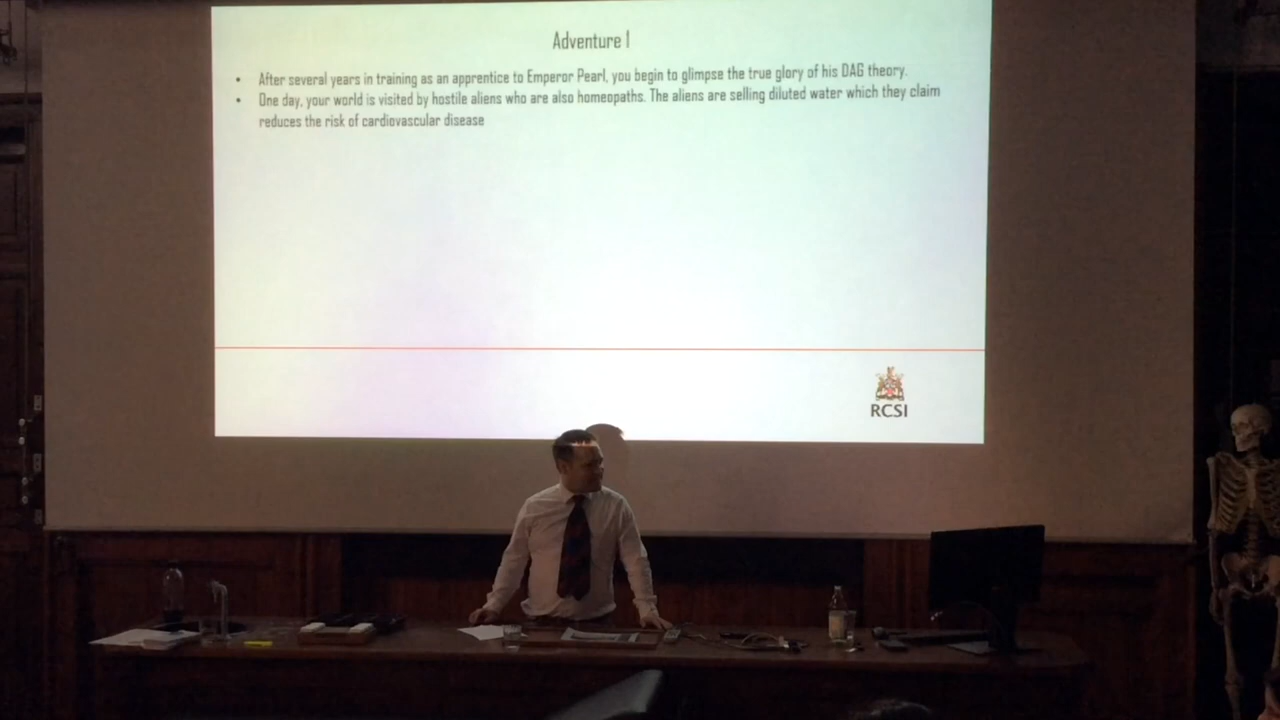 Adventure 1
• After several years in training as an apprentice to Emperor Pearl, you begin to glimpse the true glory of his DAG theory.
• One day, your world is visited by hostile aliens who are also homeopaths. The aliens are selling diluted water which they claim
reduces the risk of cardiovascular disease
RCSI